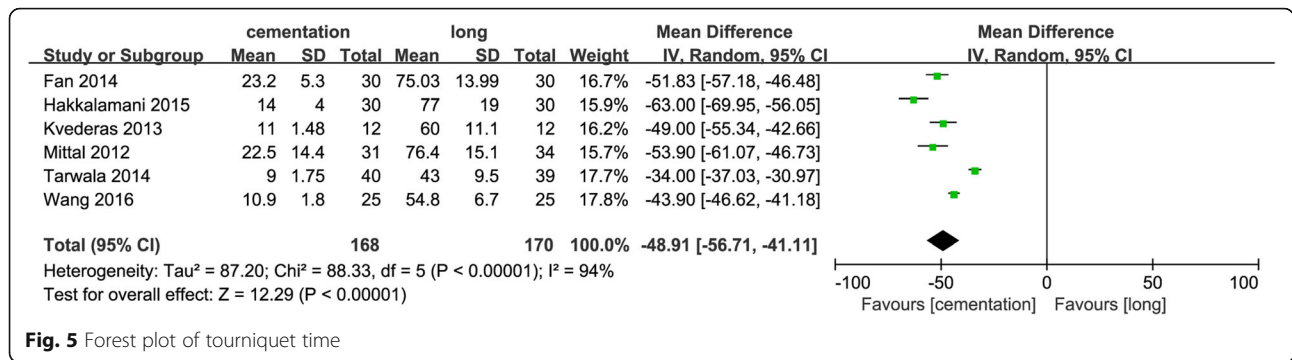 cementation long Mean Difference Mean Difference
Study or Subgroup Mean SD Total Mean SD Total Weight IV, Random, 95% CI IV, Random, 95% CI
Fan 2014 23.2 5.3 30 75.03 13.99 30 16.7% -51.83 [-57.18, -46.48]
Hakkalamani 2015 14 4 30 77 19 30 15.9% -63.00 [-69.95, -56.05]
Kvederas 2013 11 1.48 12 60 11.1 12 16.2% -49.00 [-55.34, -42.66]
Mittal 2012 22.5 14.4 31 76.4 15.1 34 15.7% -53.90 [-61.07, -46.73]
Tarwala 2014 9 1.75 40 43 9.5 39 17.7% -34.00 [-37.03, -30.97]
Wang 2016 10.9 1.8 25 54.8 6.7 25 17.8% -43.90 [-46.62, -41.18]
Total (95% CI) 168 170 100.0% -48.91 [-56.71, -41.11]
Heterogeneity: Tau² = 87.20; Chi² = 88.33, df = 5 (P < 0.00001); I² = 94%
Test for overall effect: Z = 12.29 (P < 0.00001)
-100 -50 0 50 100
Favours [cementation] Favours [long]
Fig. 5 Forest plot of tourniquet time